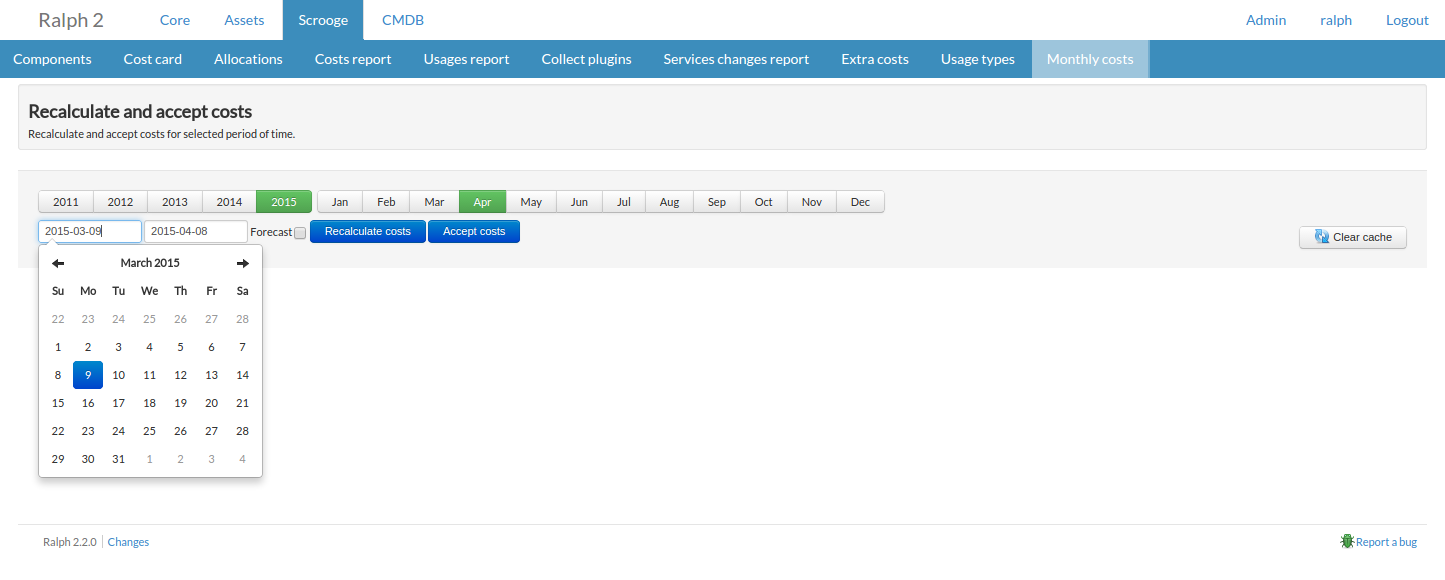 Ralph 2 Core Assets Scrooge CMDB Admin ralph Logout
Components Cost card Allocations Costs report Usages report Collect plugins Services changes report Extra costs Usage types Monthly costs
Recalculate and accept costs
Recalculate and accept costs for selected period of time.
2011 2012 2013 2014 2015 Jan Feb Mar Apr May Jun Jul Aug Sep Oct Nov Dec
2015-03-09 2015-04-08 Forecast Recalculate costs Accept costs Clear cache
March 2015
Su Mo Tu We Th Fr Sa
22 23 24 25 26 27 28
1 2 3 4 5 6 7
8 9 10 11 12 13 14
15 16 17 18 19 20 21
22 23 24 25 26 27 28
29 30 31 1 2 3 4
Ralph 2.2.0 Changes Report a bug